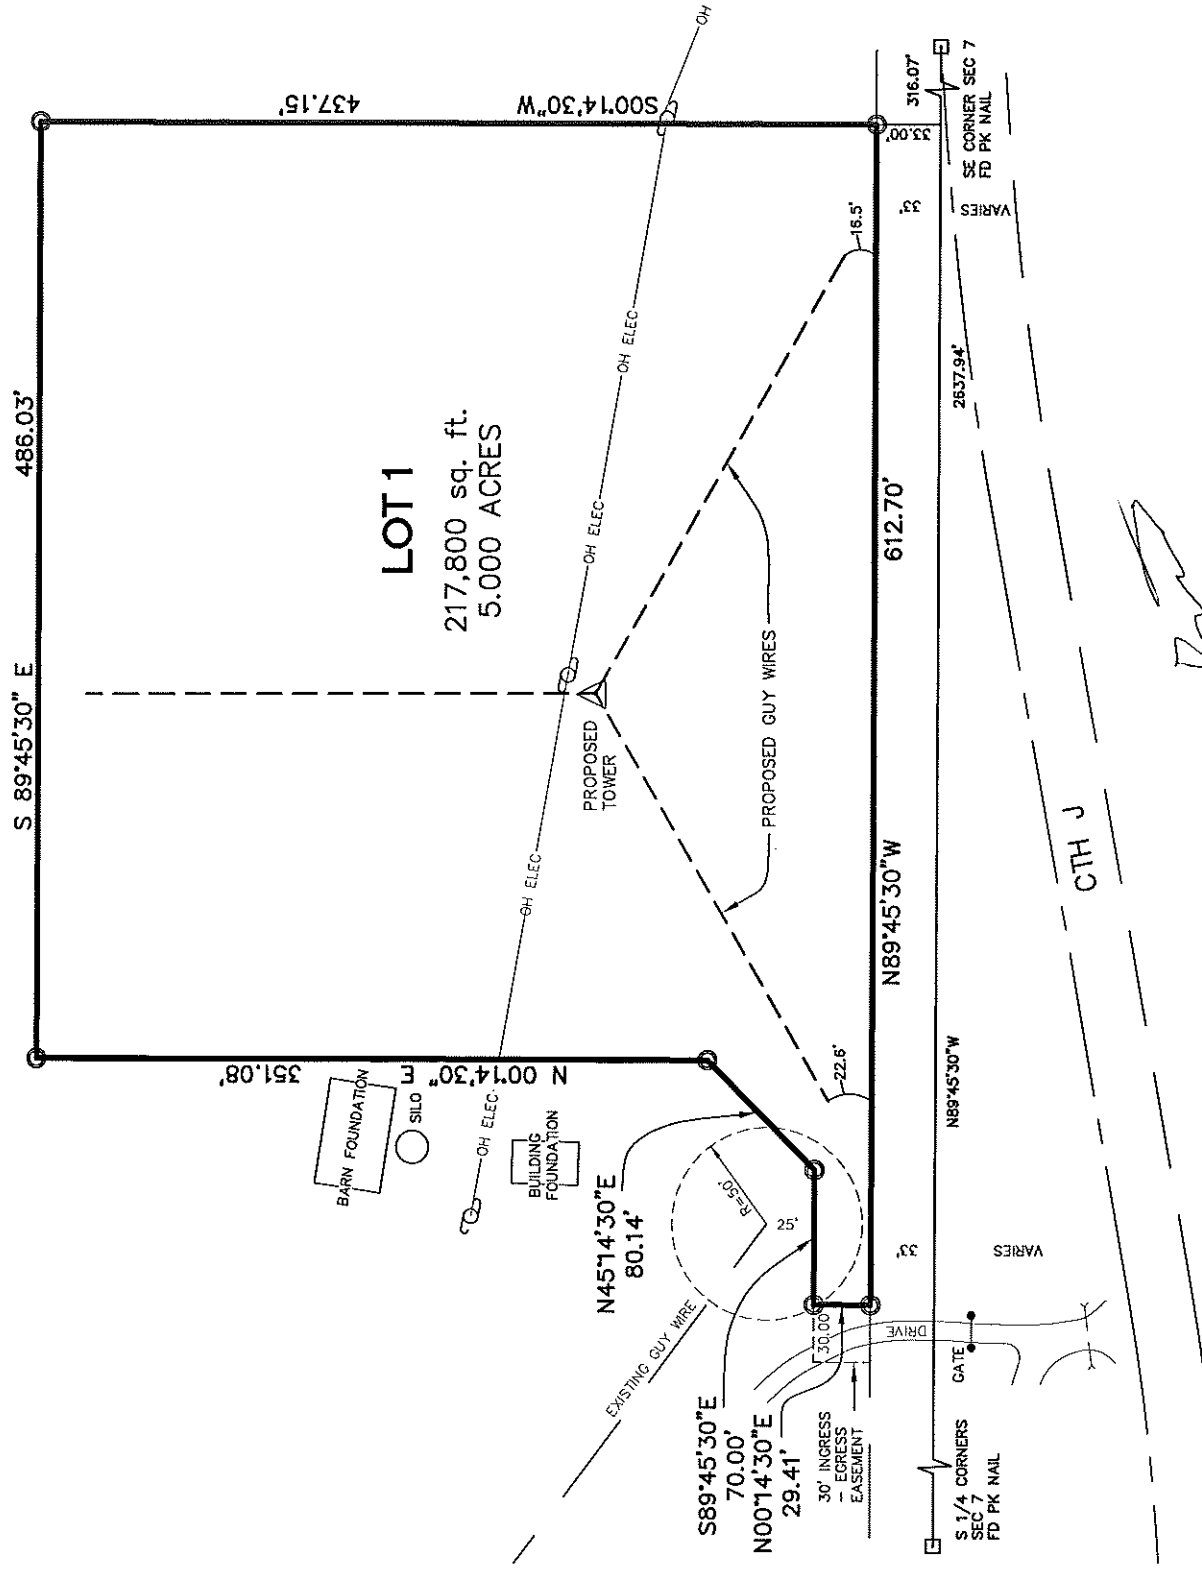 S 89°45'30" E 486.03'
437.15' S00°14'30"W
OH
LOT 1
217,800 sq. ft.
5.000 ACRES
OH ELEC
OH ELEC
OH ELEC
OH ELEC
351.08' N 00°14'30" E
BARN FOUNDATION
SILO
BUILDING
FOUNDATION
PROPOSED
TOWER
PROPOSED GUY WIRES
16.5'
22.6'
N45°14'30"E
80.14'
R=50'
25'
EXISTING GUY WIRE
S89°45'30"E
70.00'
N00°14'30"E
29.41'
30' INGRESS
- EGRESS
EASEMENT
30.00'
DRIVE
GATE
N89°45'30"W 612.70'
33.00'
316.07'
33'
VARIES
SE CORNER SEC 7
FD PK NAIL
33'
VARIES
N89°45'30"W 2637.94'
S 1/4 CORNERS
SEC 7
FD PK NAIL
CTH J